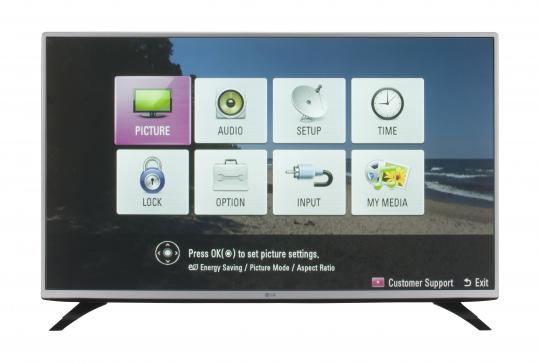 PICTURE
AUDIO
SETUP
TIME
LOCK
OPTION
INPUT
MY MEDIA
Press OK(◉) to set picture settings.
Energy Saving / Picture Mode / Aspect Ratio
Customer Support
Exit
LG